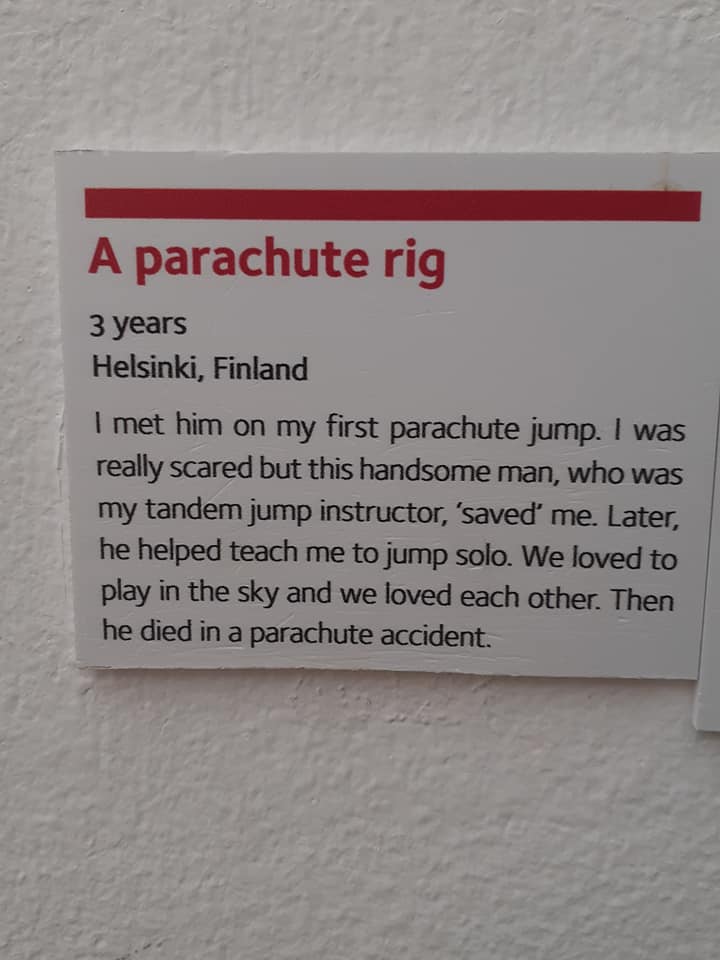 A parachute rig
3 years
Helsinki, Finland
I met him on my first parachute jump. I was
really scared but this handsome man, who was
my tandem jump instructor, ‘saved’ me. Later,
he helped teach me to jump solo. We loved to
play in the sky and we loved each other. Then
he died in a parachute accident.